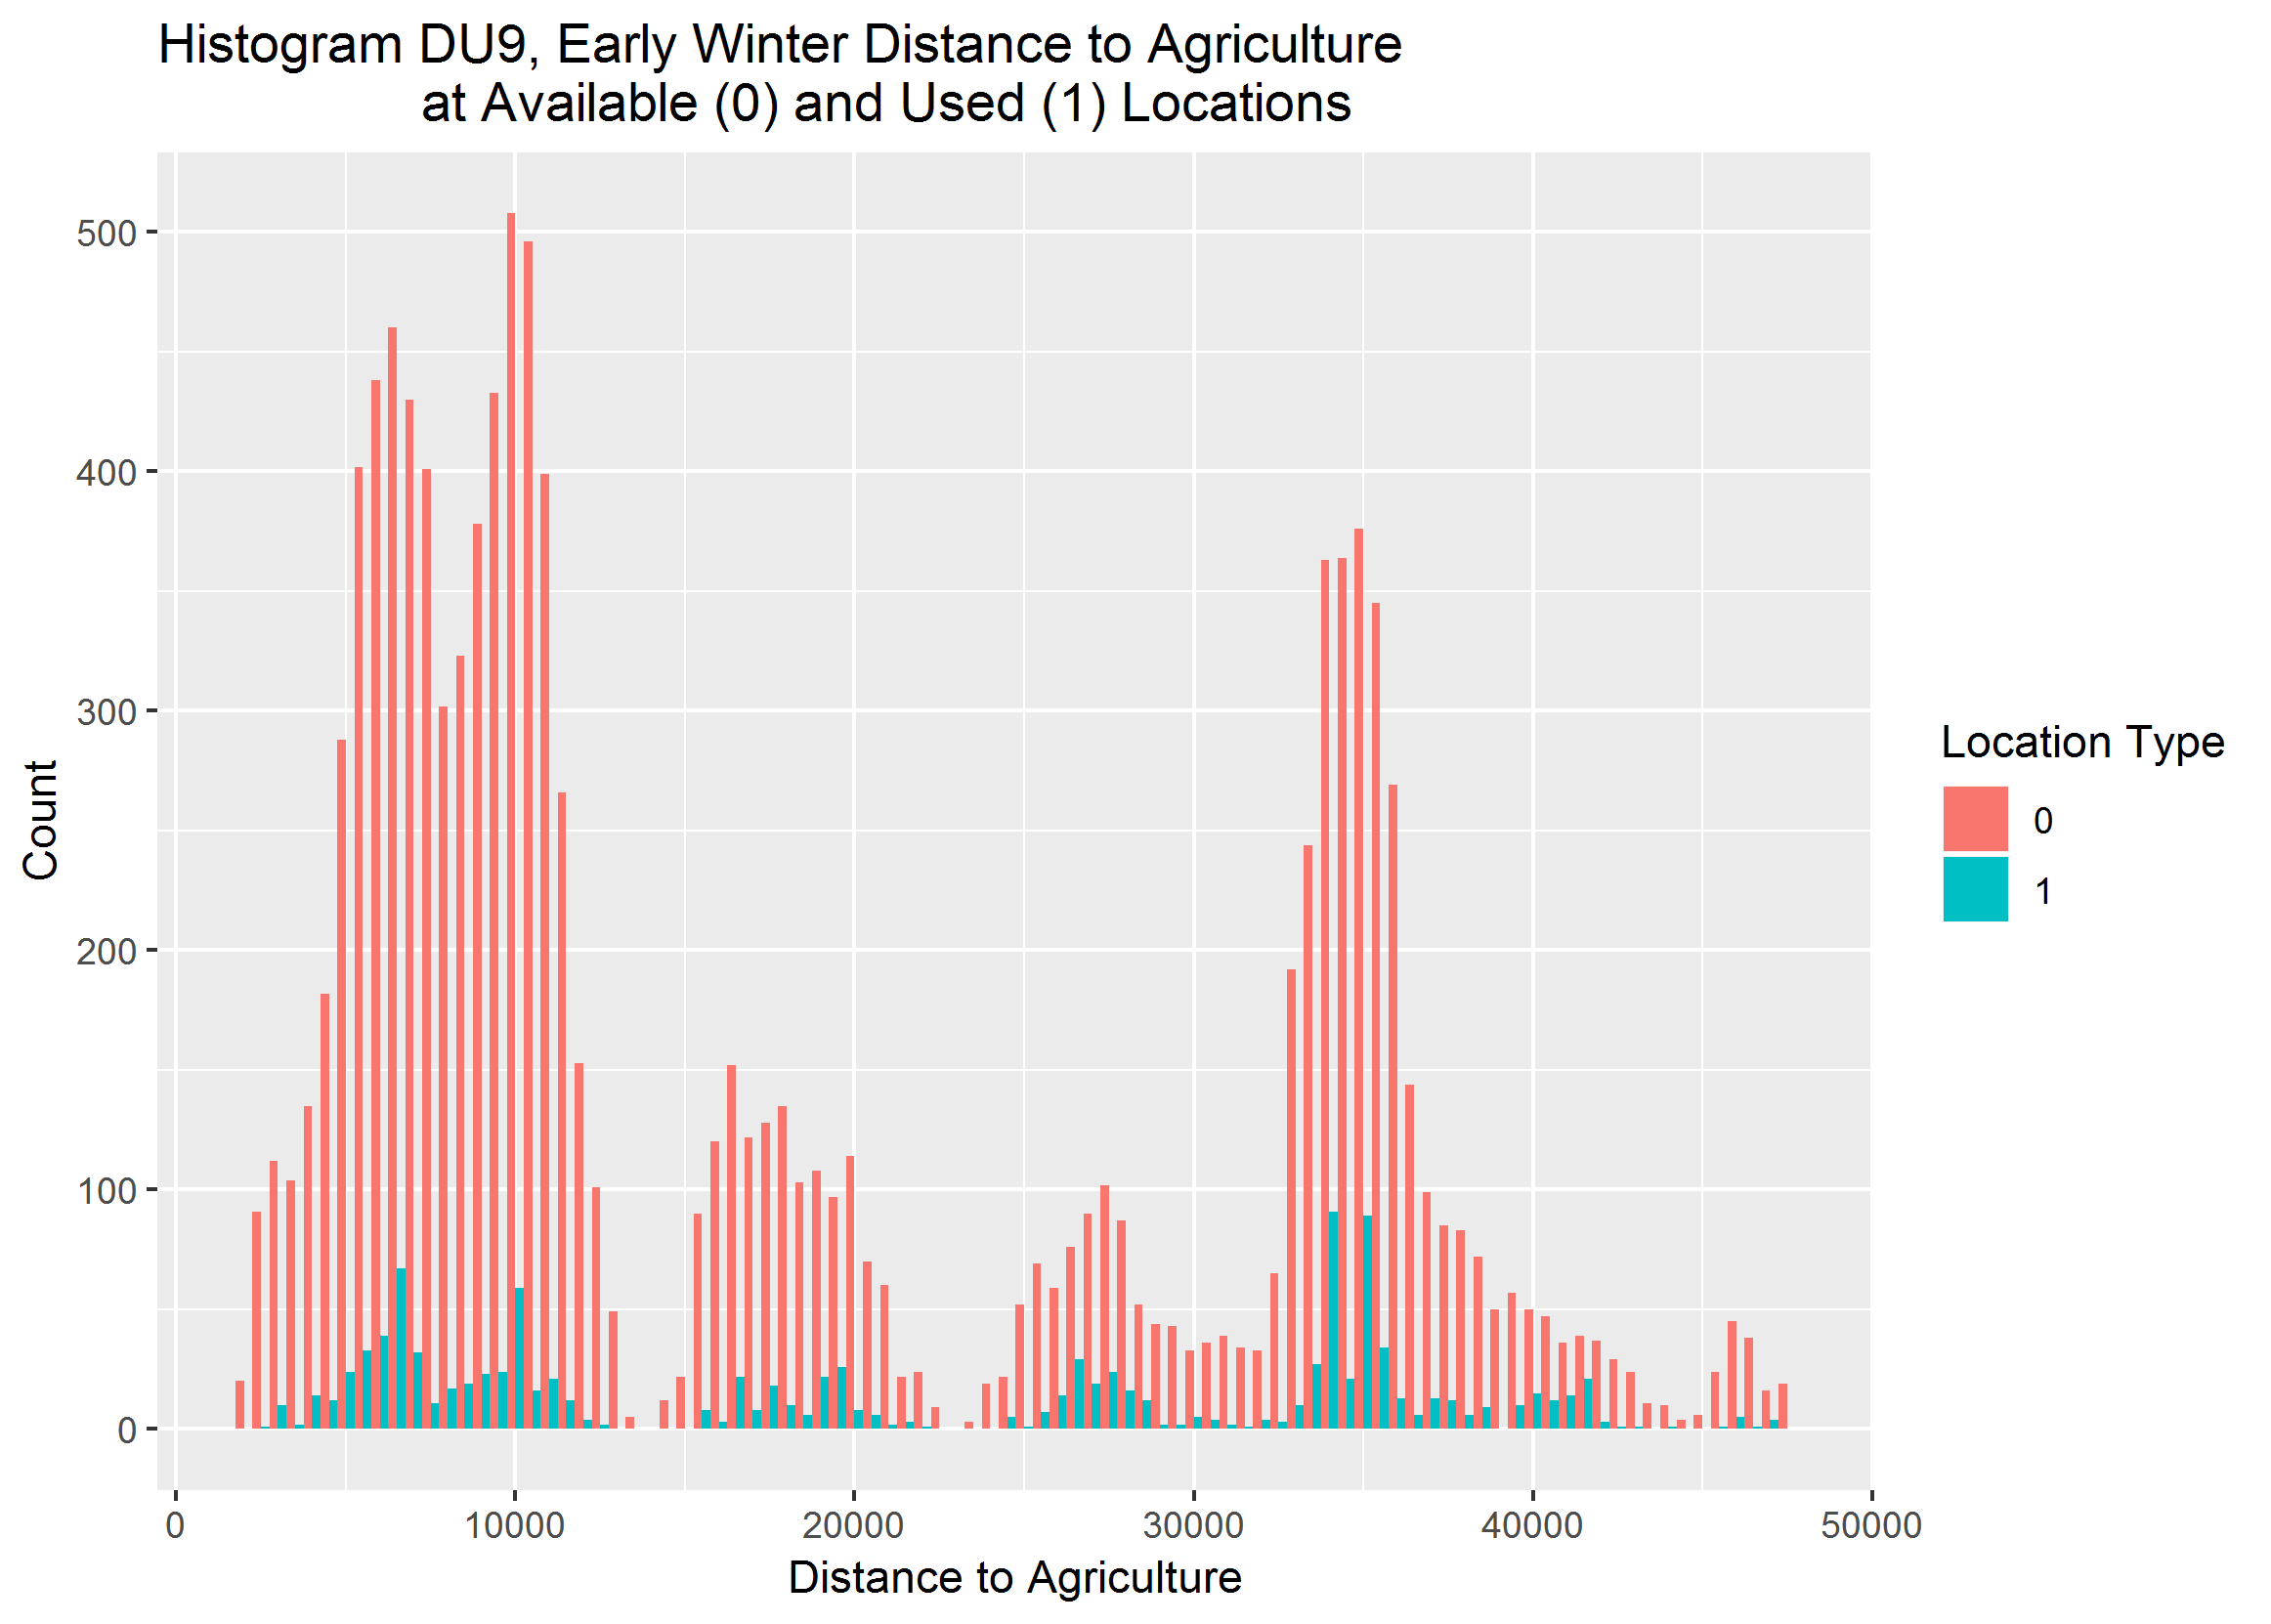 Histogram DU9, Early Winter Distance to Agriculture
at Available (0) and Used (1) Locations
500
400
300
200
100
0
Count
0 10000 20000 30000 40000 50000
Distance to Agriculture
Location Type
0
1